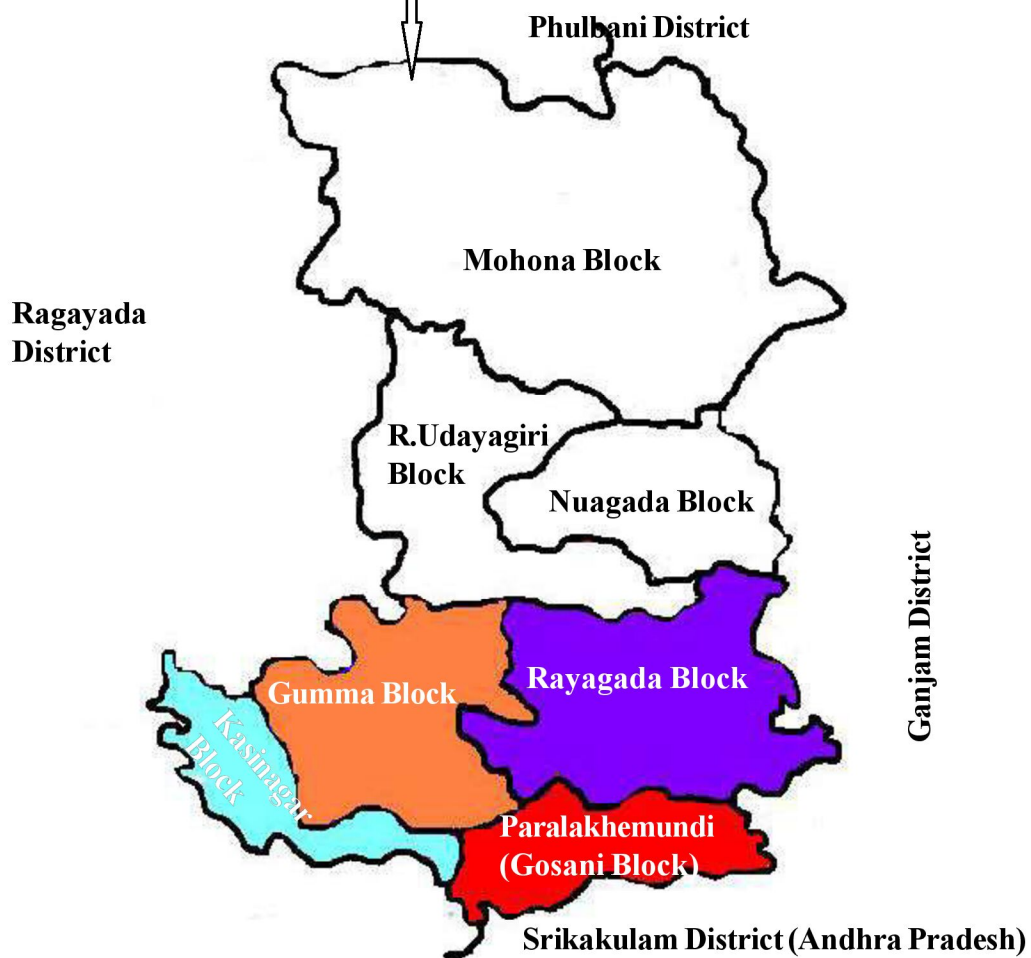 Phulbani District
Mohona Block
Ragayada
District
R.Udayagiri
Block
Nuagada Block
Ganjam District
Rayagada Block
Gumma Block
Kasinagar
Block
Paralakhemundi
(Gosani Block)
Srikakulam District (Andhra Pradesh)